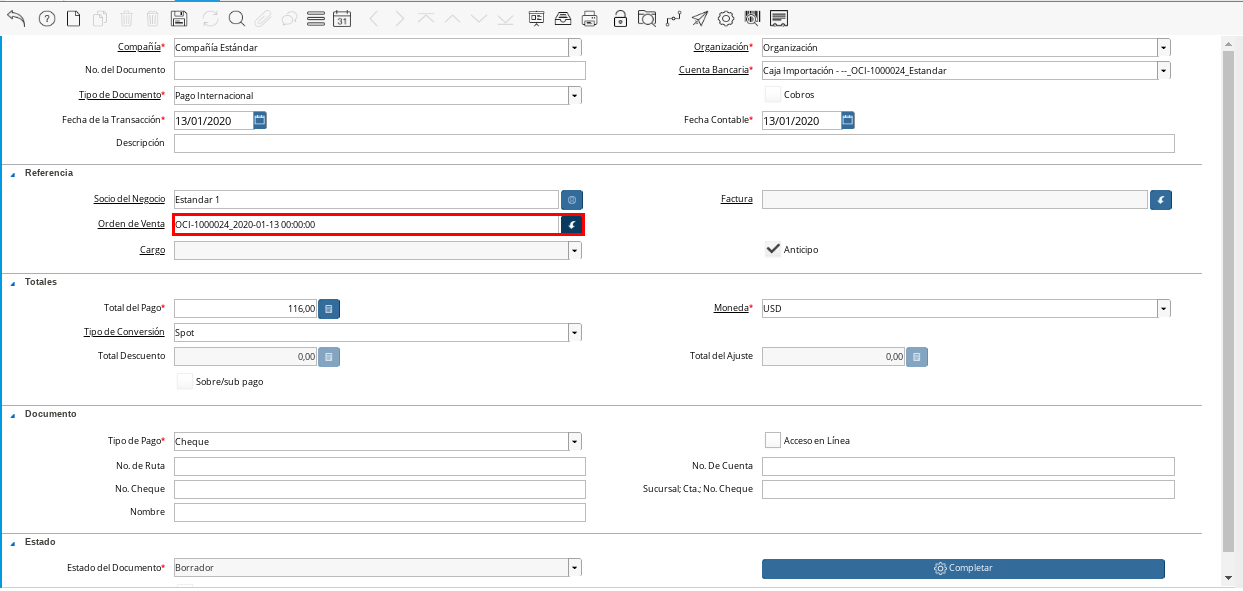 31
Compañía* Compañía Estándar Organización* Organización
No. del Documento Cuenta Bancaria* Caja Importación - --_OCI-1000024_Estandar
Tipo de Documento* Pago Internacional Cobros
Fecha de la Transacción* 13/01/2020 Fecha Contable* 13/01/2020
Descripción
Referencia
Socio del Negocio Estandar 1 Factura
Orden de Venta OCI-1000024_2020-01-13 00:00:00
Cargo Anticipo
Totales
Total del Pago* 116,00 Moneda* USD
Tipo de Conversión Spot
Total Descuento 0,00 Total del Ajuste 0,00
Sobre/sub pago
Documento
Tipo de Pago* Cheque Acceso en Línea
No. de Ruta No. De Cuenta
No. Cheque Sucursal; Cta.; No. Cheque
Nombre
Estado
Estado del Documento* Borrador Completar